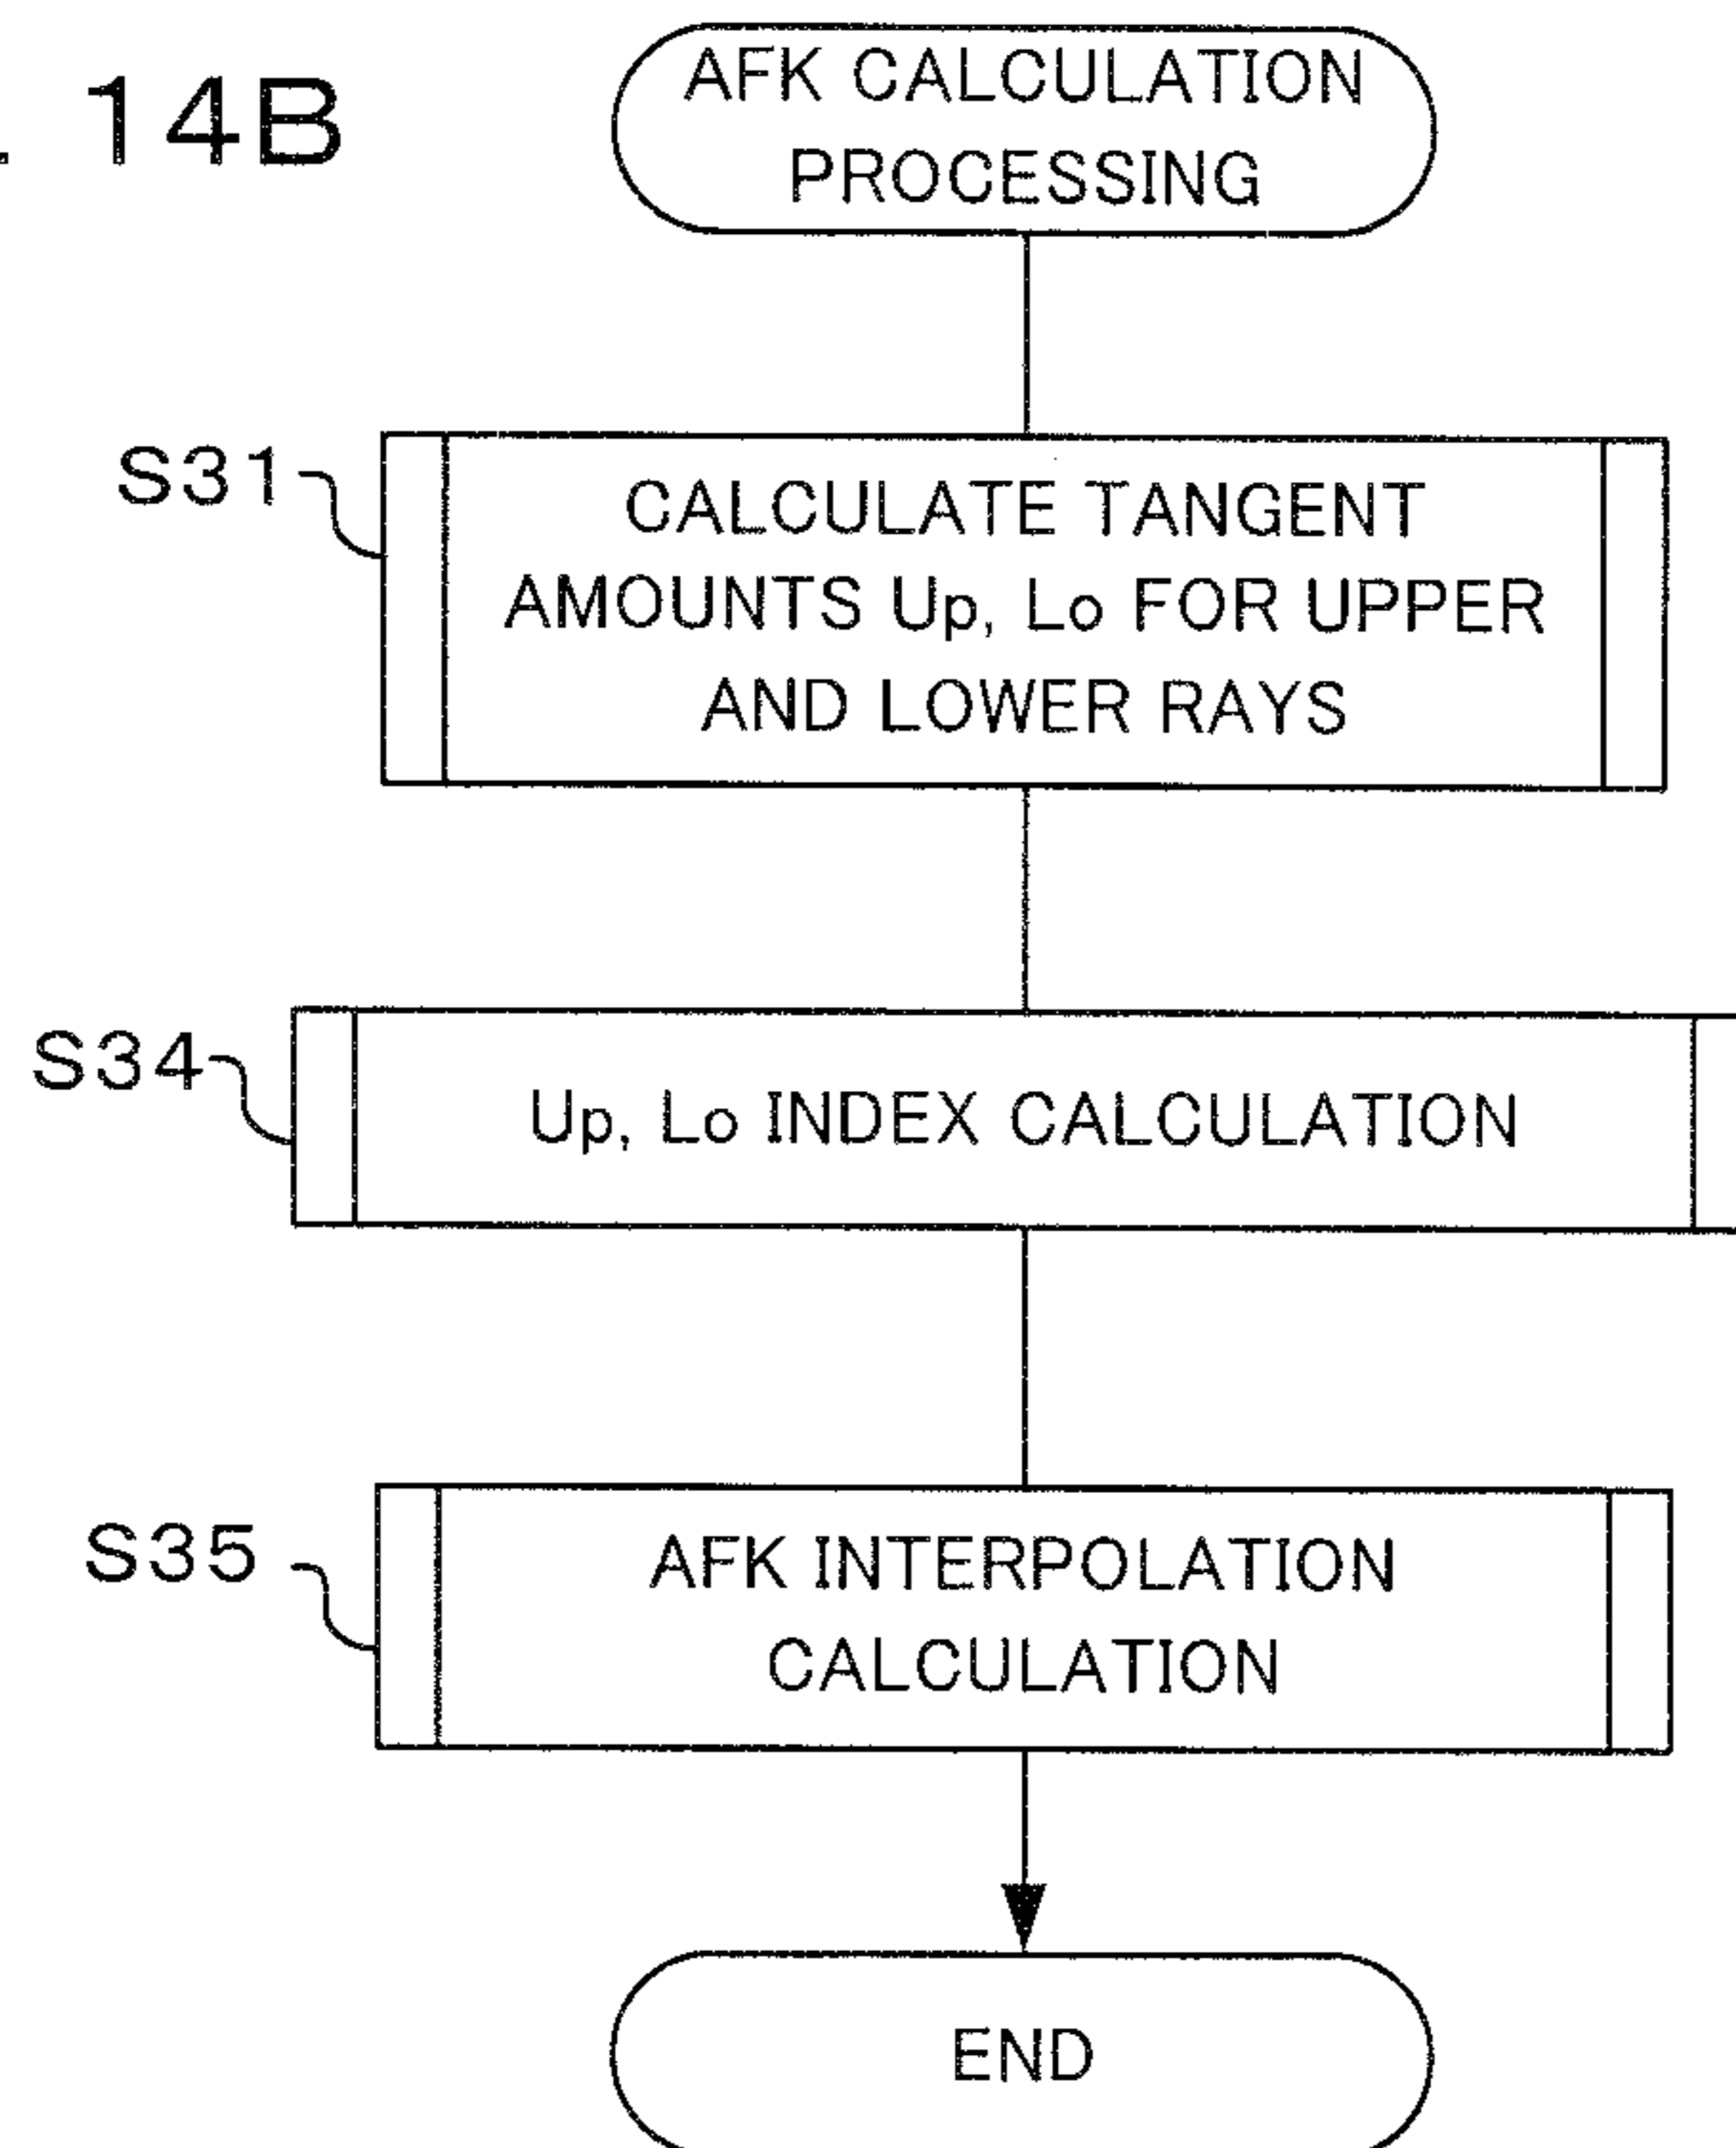 . 14B
AFK CALCULATION
PROCESSING
S31
CALCULATE TANGENT
AMOUNTS Up, Lo FOR UPPER
AND LOWER RAYS
S34
Up, Lo INDEX CALCULATION
S35
AFK INTERPOLATION
CALCULATION
END